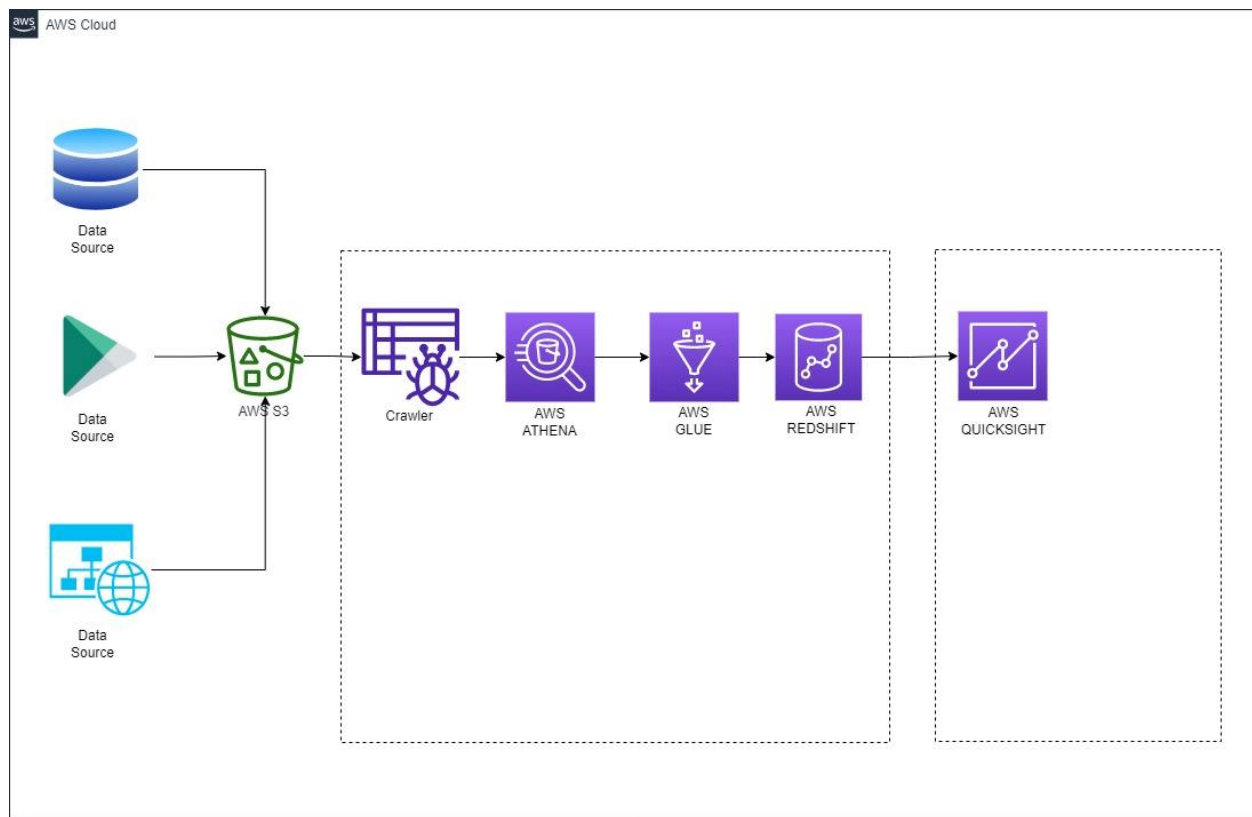 aws
AWS Cloud
Data
Source
Data
Source
AWS S3
Crawler
AWS
ATHENA
AWS
GLUE
AWS
REDSHIFT
AWS
QUICKSIGHT
Data
Source